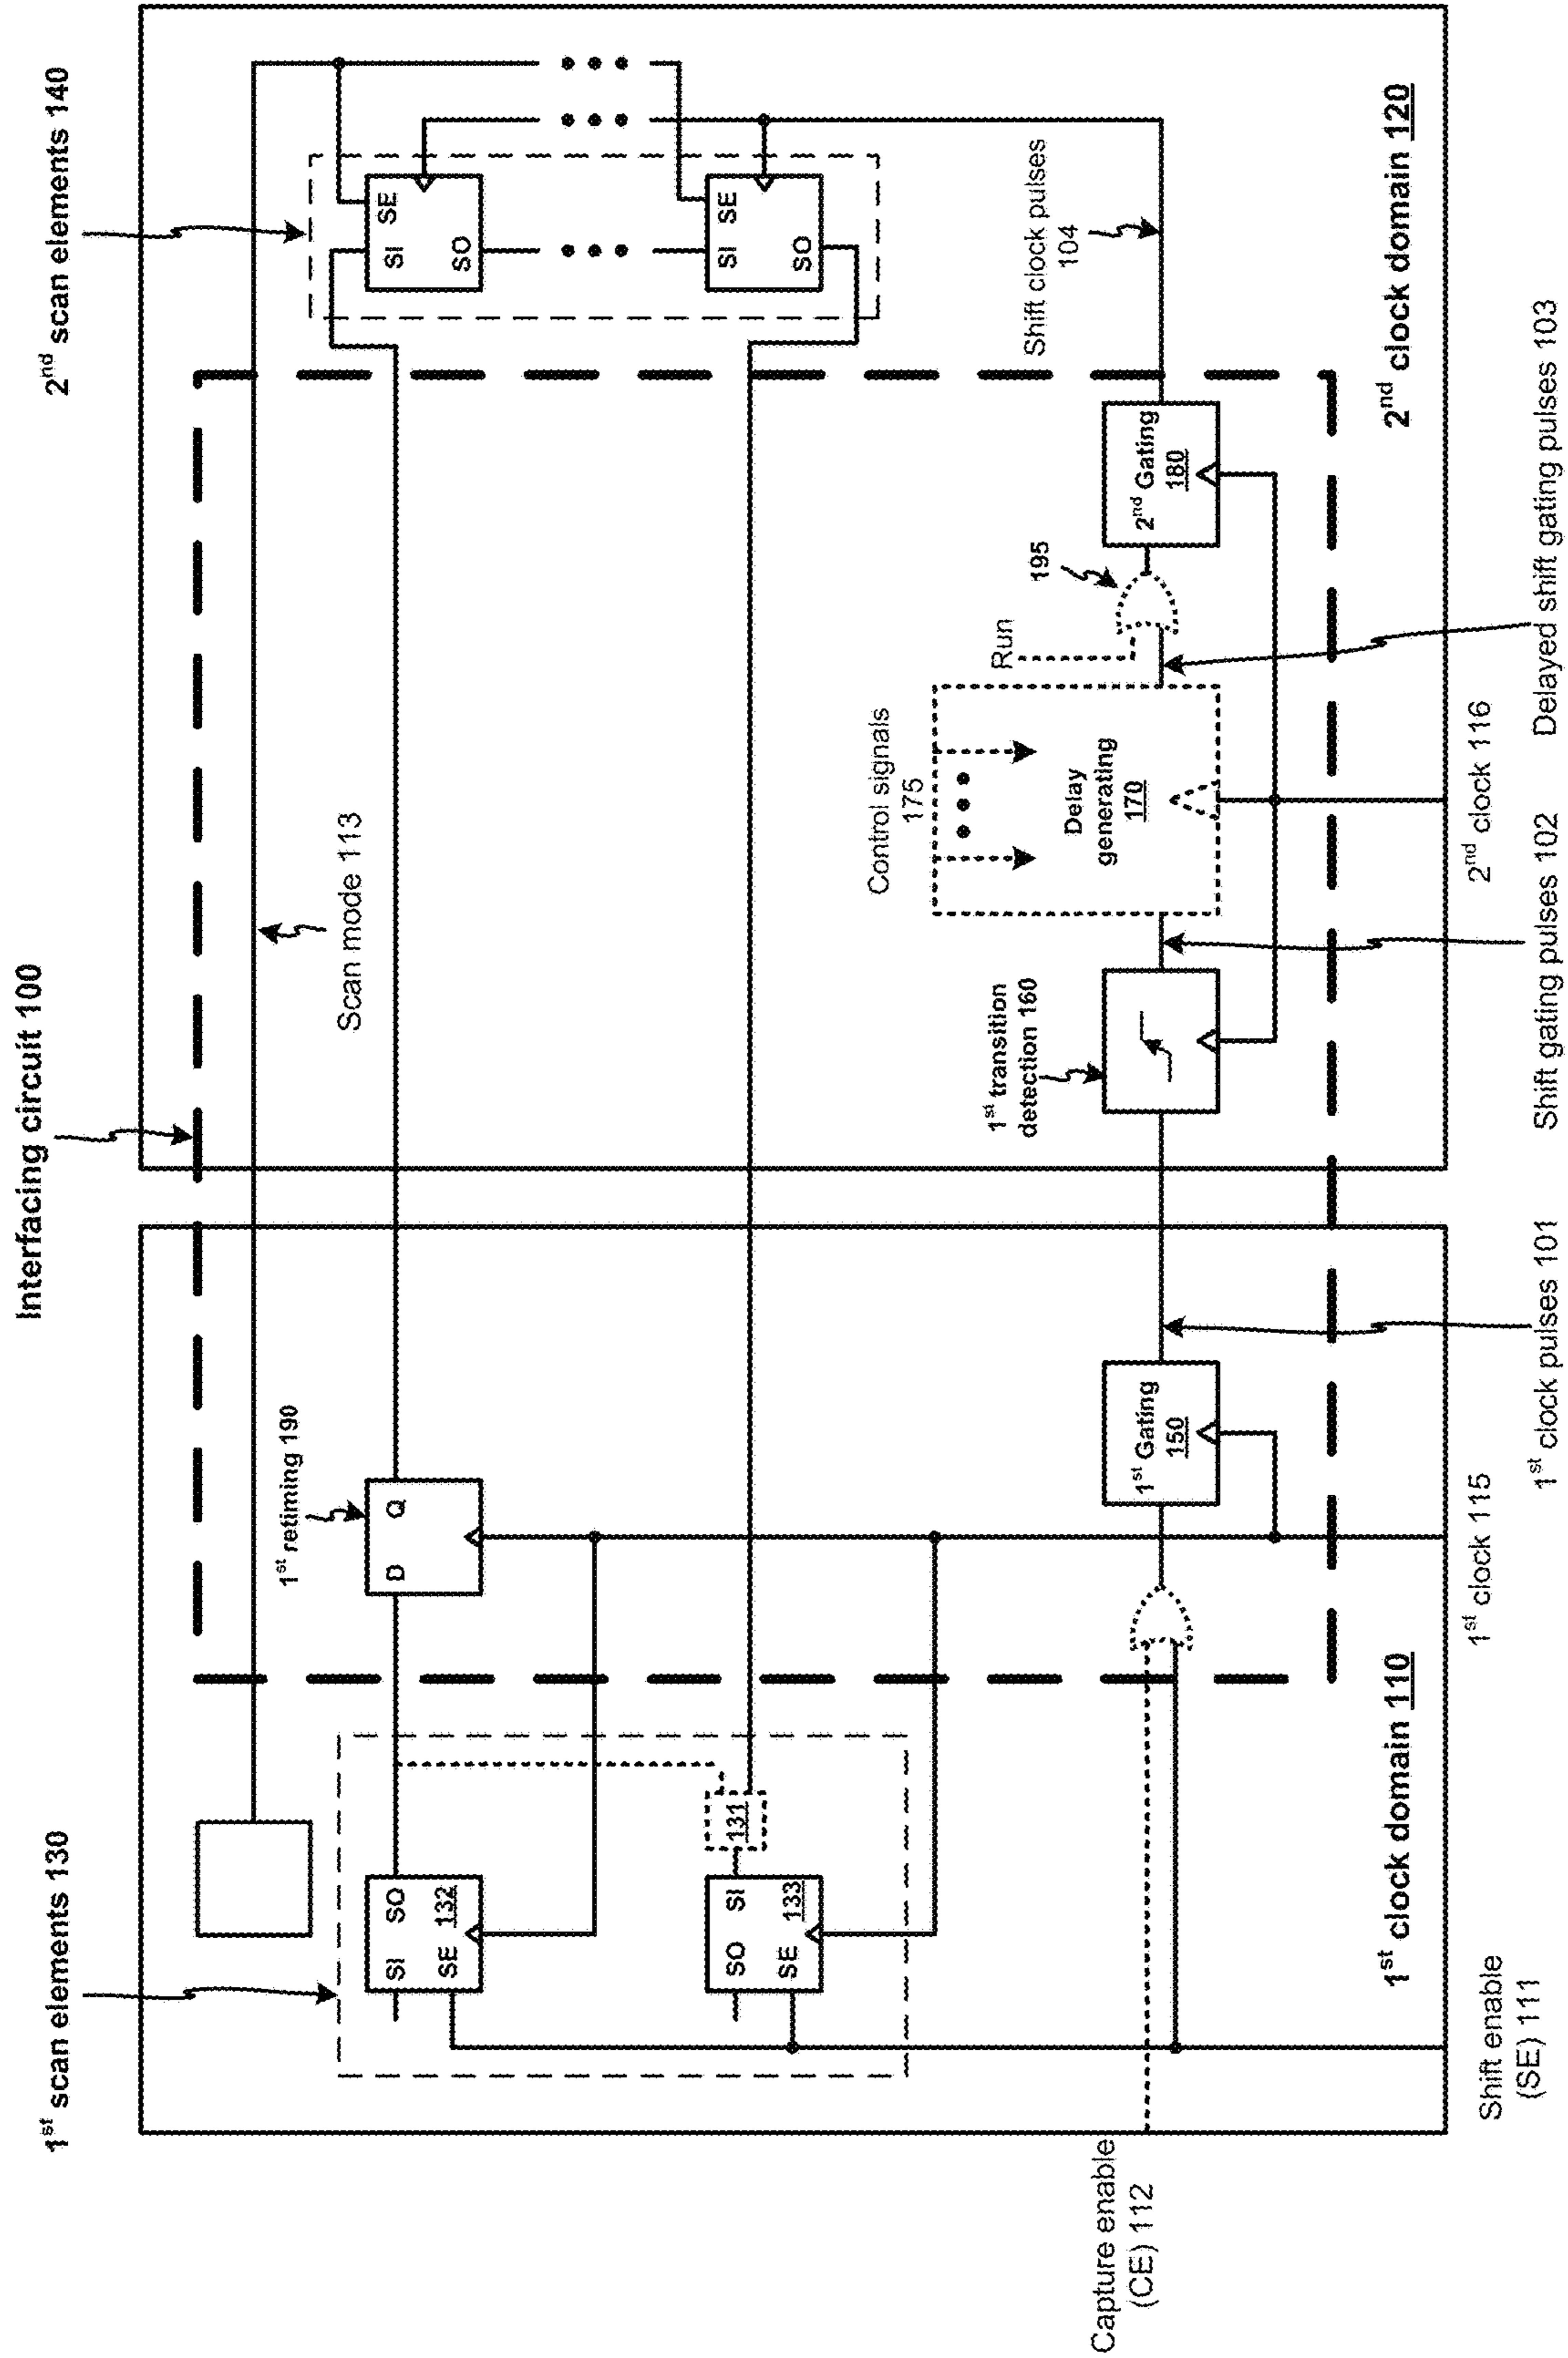 Interfacing circuit 100
1st scan elements 130
2nd scan elements 140
Scan mode 113
1st retiming 190
SI SO
SE 132
D Q
SI SE
SO
SO SI
SE 133
131
SI SE
SO
Control signals
175
Run
195
Shift clock pulses
104
1st transition
detection 160
Delay
generating
170
1st Gating
150
2nd Gating
180
Capture enable
(CE) 112
1st clock domain 110
2nd clock domain 120
Shift enable
(SE) 111
1st clock 115
2nd clock 116
1st clock pulses 101
Shift gating pulses 102
Delayed shift gating pulses 103